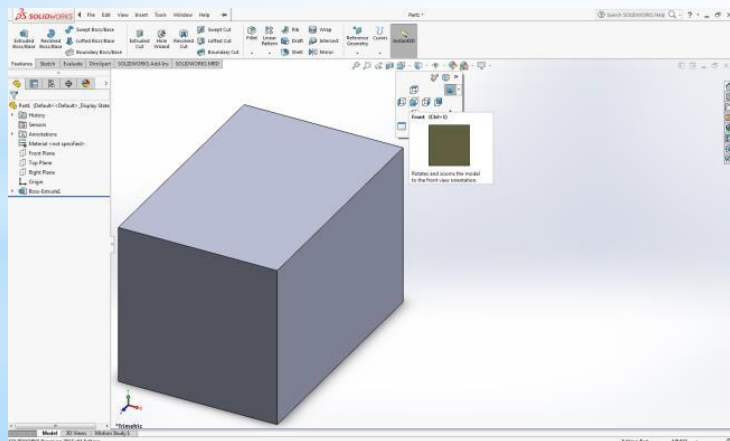 SOLIDWORKS File Edit View Insert Tools Window Help Part1 * Search SOLIDWORKS Help
Extruded Boss/Base
Revolved Boss/Base
Swept Boss/Base
Lofted Boss/Base
Boundary Boss/Base
Extruded Cut
Hole Wizard
Revolved Cut
Swept Cut
Lofted Cut
Boundary Cut
Fillet
Linear Pattern
Rib
Draft
Shell
Wrap
Intersect
Mirror
Reference Geometry
Curves
Instant3D
Features Sketch Evaluate DimXpert SOLIDWORKS Add-Ins SOLIDWORKS MBD
Part1 (Default<<Default>_Display State
History
Sensors
Annotations
Material <not specified>
Front Plane
Top Plane
Right Plane
Origin
Boss-Extrude1
Front (Ctrl+1)
Rotates and zooms the model
to the front view orientation.
*Trimetric
Model 3D Views Motion Study 1